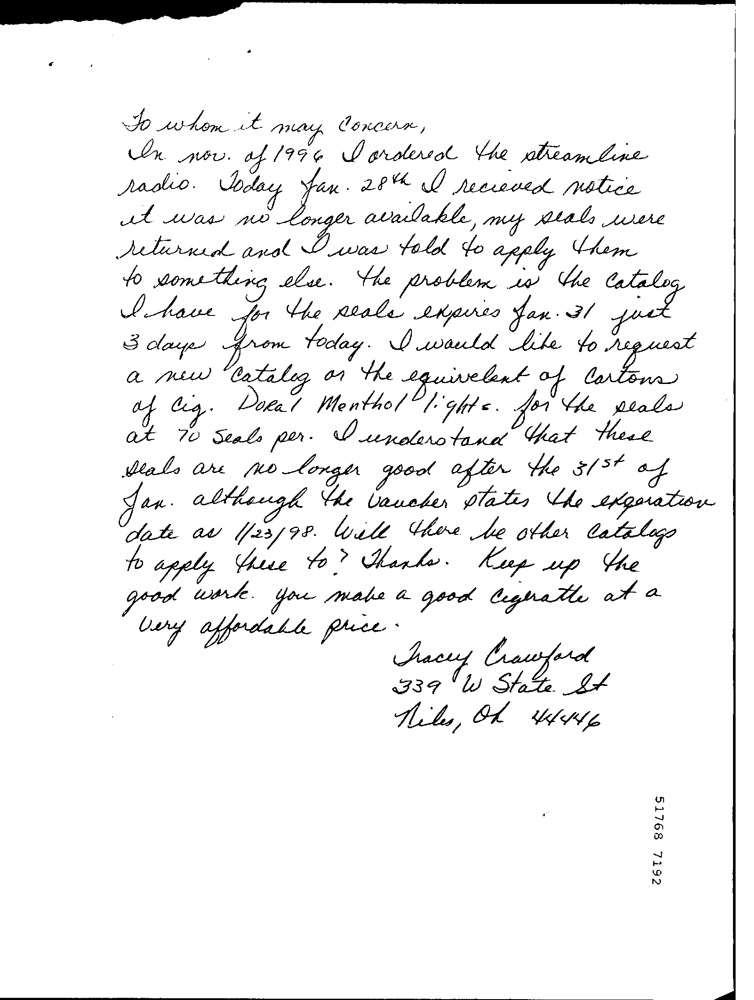 To whom it may concern,
In nov. of 1996 I ordered the streamline
radio. Today Jan. 28th I recieved notice
it was no longer available, my seals were
returned and I was told to apply them
to something else. the problem is the catalog
I have for the seals expires Jan. 31 just
3 days from today. I would like to request
a new catalog or the equivelent of Cartons
of Cig. Doral Menthol lights. for the seals
at 70 Seals per. I understand that these
seals are no longer good after the 31st of
Jan. although the vaucher states the experation
date as 1/23/98. Will there be other catalogs
to apply these to? Thanks. Keep up the
good work. you make a good cigeratte at a
very affordable price.
Tracey Crawford
339 W State St
Niles, Oh 44446
51768 7192